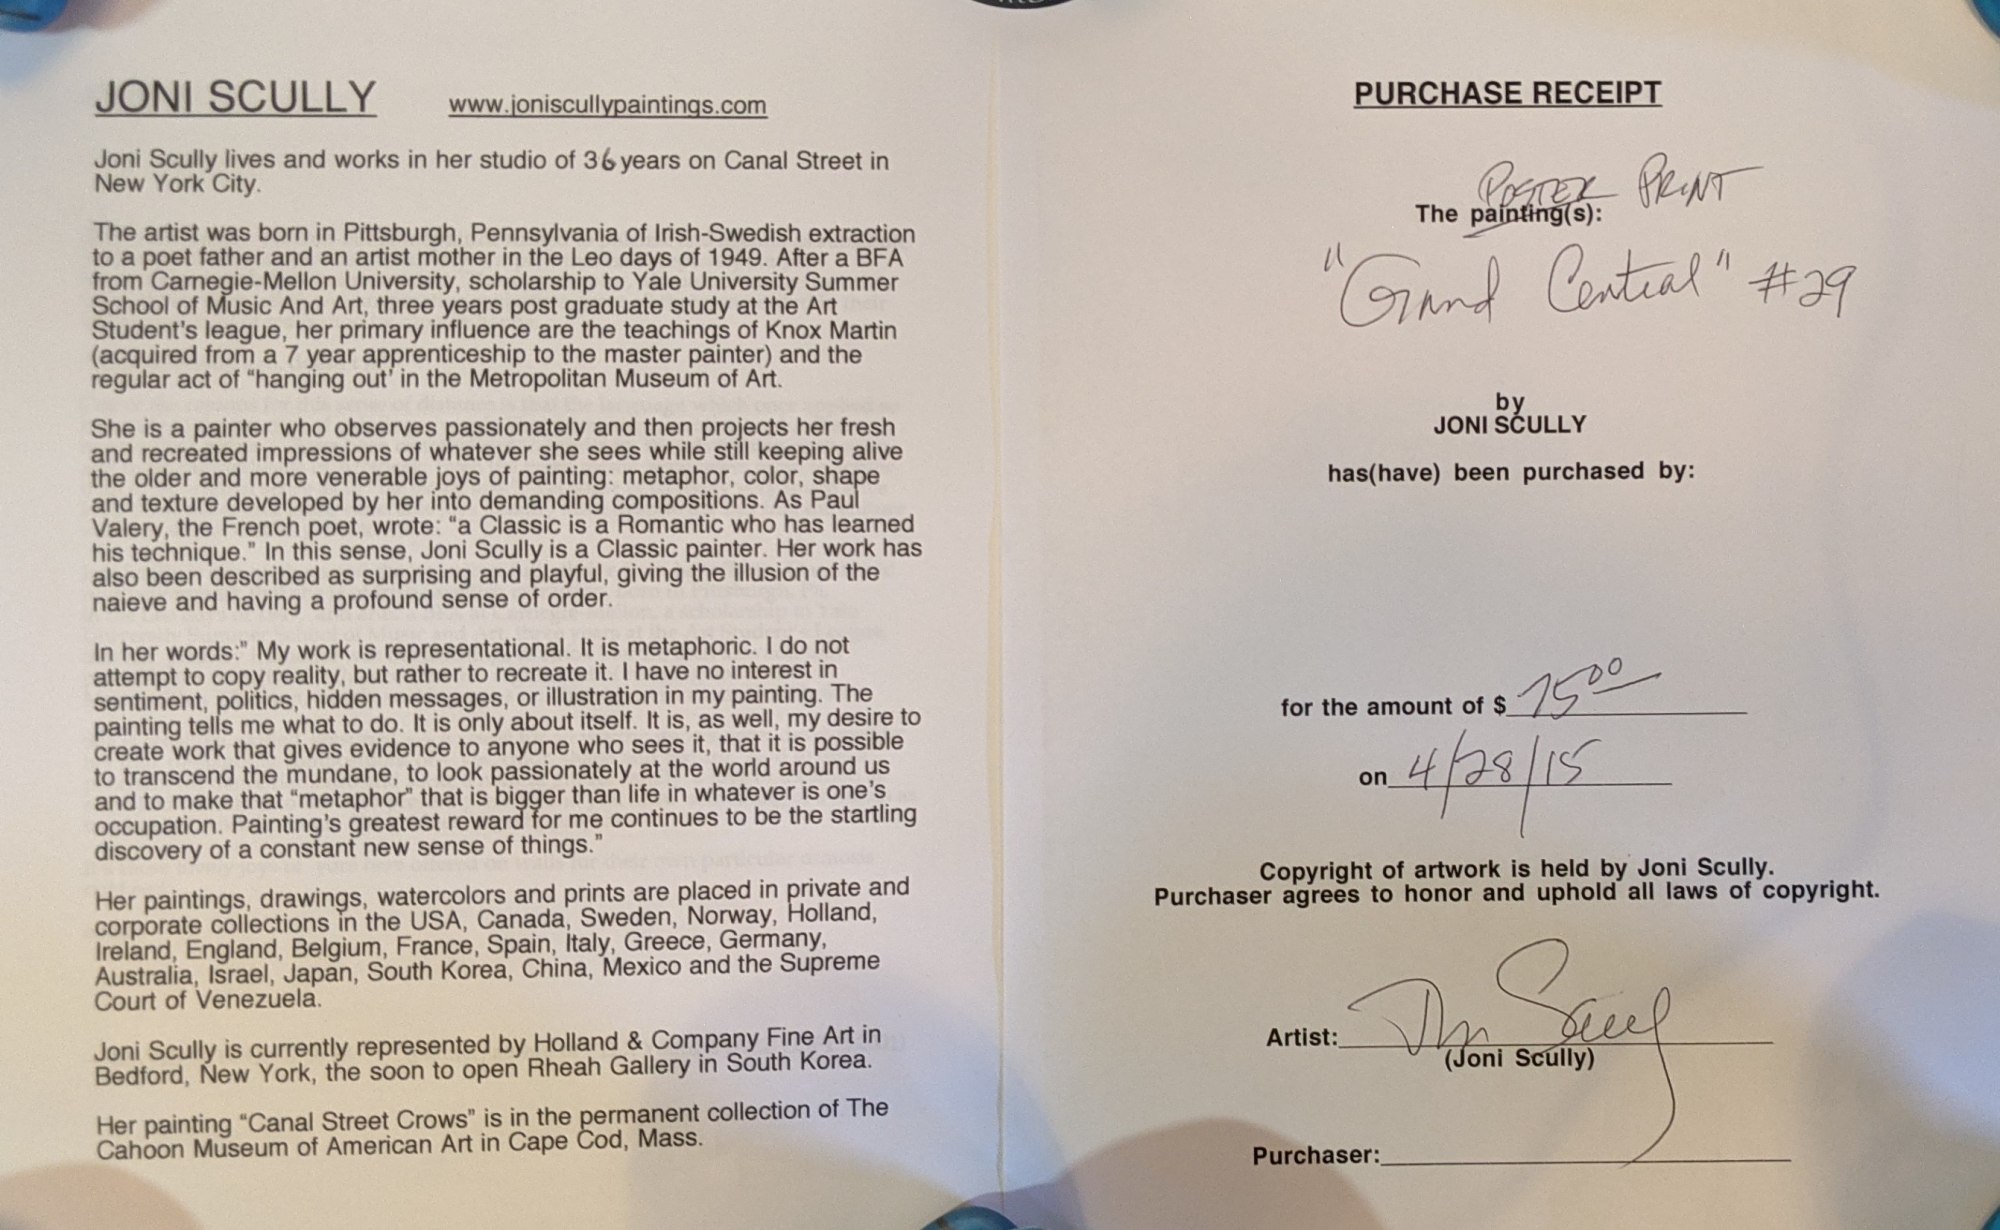 JONI SCULLY www.joniscullypaintings.com
Joni Scully lives and works in her studio of 36 years on Canal Street in
New York City.
The artist was born in Pittsburgh, Pennsylvania of Irish-Swedish extraction
to a poet father and an artist mother in the Leo days of 1949. After a BFA
from Carnegie-Mellon University, scholarship to Yale University Summer
School of Music And Art, three years post graduate study at the Art
Student's league, her primary influence are the teachings of Knox Martin
(acquired from a 7 year apprenticeship to the master painter) and the
regular act of “hanging out’ in the Metropolitan Museum of Art.
She is a painter who observes passionately and then projects her fresh
and recreated impressions of whatever she sees while still keeping alive
the older and more venerable joys of painting: metaphor, color, shape
and texture developed by her into demanding compositions. As Paul
Valery, the French poet, wrote: “a Classic is a Romantic who has learned
his technique.” In this sense, Joni Scully is a Classic painter. Her work has
also been described as surprising and playful, giving the illusion of the
naieve and having a profound sense of order.
In her words:” My work is representational. It is metaphoric. I do not
attempt to copy reality, but rather to recreate it. I have no interest in
sentiment, politics, hidden messages, or illustration in my painting. The
painting tells me what to do. It is only about itself. It is, as well, my desire to
create work that gives evidence to anyone who sees it, that it is possible
to transcend the mundane, to look passionately at the world around us
and to make that “metaphor” that is bigger than life in whatever is one’s
occupation. Painting’s greatest reward for me continues to be the startling
discovery of a constant new sense of things.”
Her paintings, drawings, watercolors and prints are placed in private and
corporate collections in the USA, Canada, Sweden, Norway, Holland,
Ireland, England, Belgium, France, Spain, Italy, Greece, Germany,
Australia, Israel, Japan, South Korea, China, Mexico and the Supreme
Court of Venezuela.
Joni Scully is currently represented by Holland & Company Fine Art in
Bedford, New York, the soon to open Rheah Gallery in South Korea.
Her painting “Canal Street Crows” is in the permanent collection of The
Cahoon Museum of American Art in Cape Cod, Mass.
PURCHASE RECEIPT
POSTER PRINT
The painting(s):
"Grand Central" #29
by
JONI SCULLY
has(have) been purchased by:
for the amount of $ 75 00
on 4/28/15
Copyright of artwork is held by Joni Scully.
Purchaser agrees to honor and uphold all laws of copyright.
Artist: Jni Scully
(Joni Scully)
Purchaser: